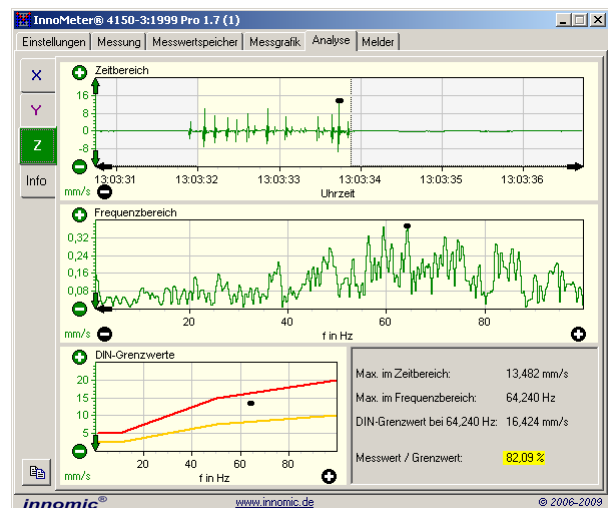 InnoMeter® 4150-3:1999 Pro 1.7 (1)
Einstellungen Messung Messwertspeicher Messgrafik Analyse Melder
X
Y
Z
Info
Zeitbereich
16
8
0
-8
mm/s
13:03:31 13:03:32 13:03:33 13:03:34 13:03:35 13:03:36
Uhrzeit
Frequenzbereich
0,32
0,24
0,16
0,08
mm/s
20 40 60 80
f in Hz
DIN-Grenzwerte
20
15
10
5
mm/s
20 40 60 80
f in Hz
Max. im Zeitbereich: 13,482 mm/s
Max. im Frequenzbereich: 64,240 Hz
DIN-Grenzwert bei 64,240 Hz: 16,424 mm/s
Messwert / Grenzwert: 82,09 %
innomic® www.innomic.de © 2006-2009